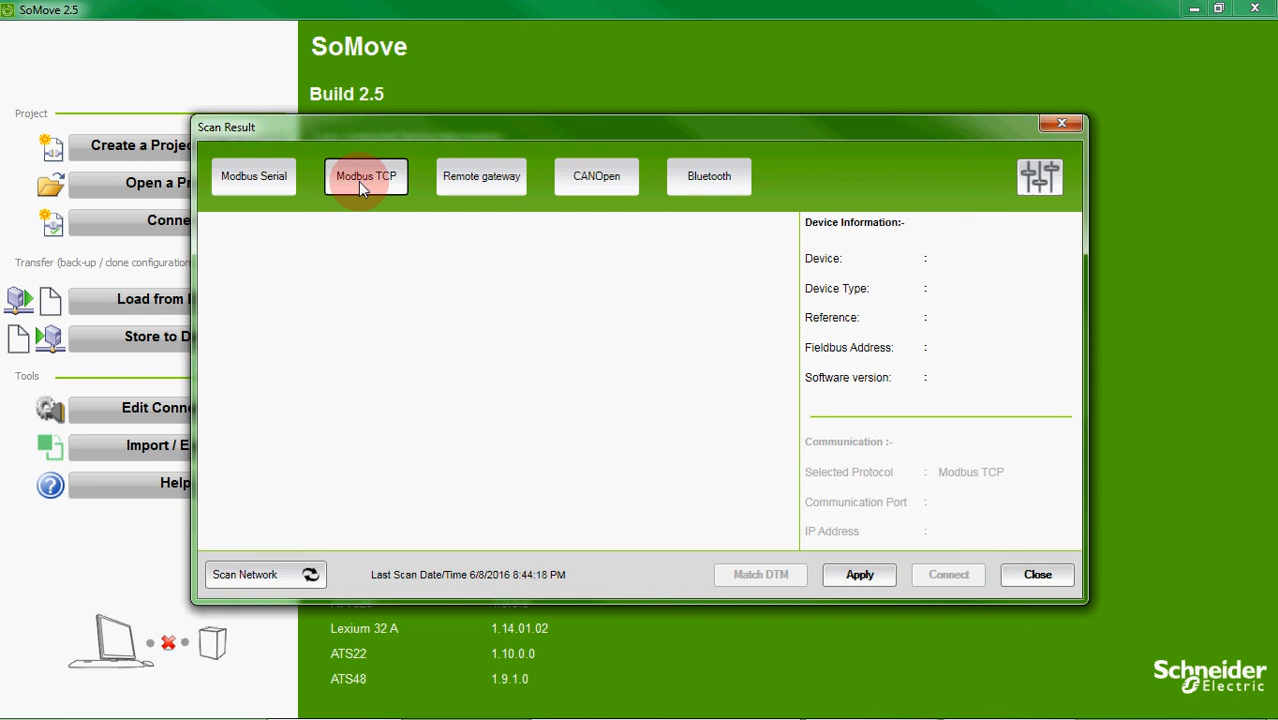 SoMove 2.5
SoMove
Build 2.5
Project
Create a Projec
Open a Pr
Conne
Transfer (back-up / clone configuration
Load from
Store to D
Tools
Edit Conn
Import / E
Help
Scan Result
Modbus Serial
Modbus TCP
Remote gateway
CANOpen
Bluetooth
Device Information:-
Device: :
Device Type: :
Reference: :
Fieldbus Address: :
Software version: :
Communication :-
Selected Protocol : Modbus TCP
Communication Port :
IP Address :
Scan Network
Last Scan Date/Time 6/8/2016 8:44:18 PM
Match DTM
Apply
Connect
Close
Lexium 32 A 1.14.01.02
ATS22 1.10.0.0
ATS48 1.9.1.0
Schneider
Electric